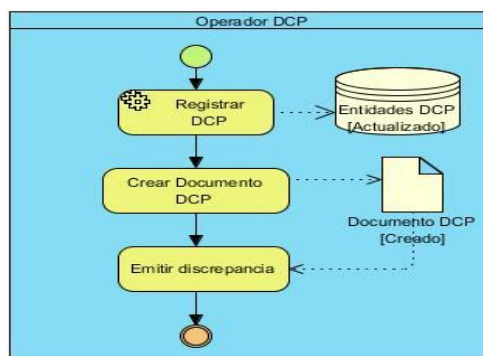 Operador DCP
Registrar
DCP
Entidades DCP
[Actualizado]
Crear Documento
DCP
Documento DCP
[Creado]
Emitir discrepancia